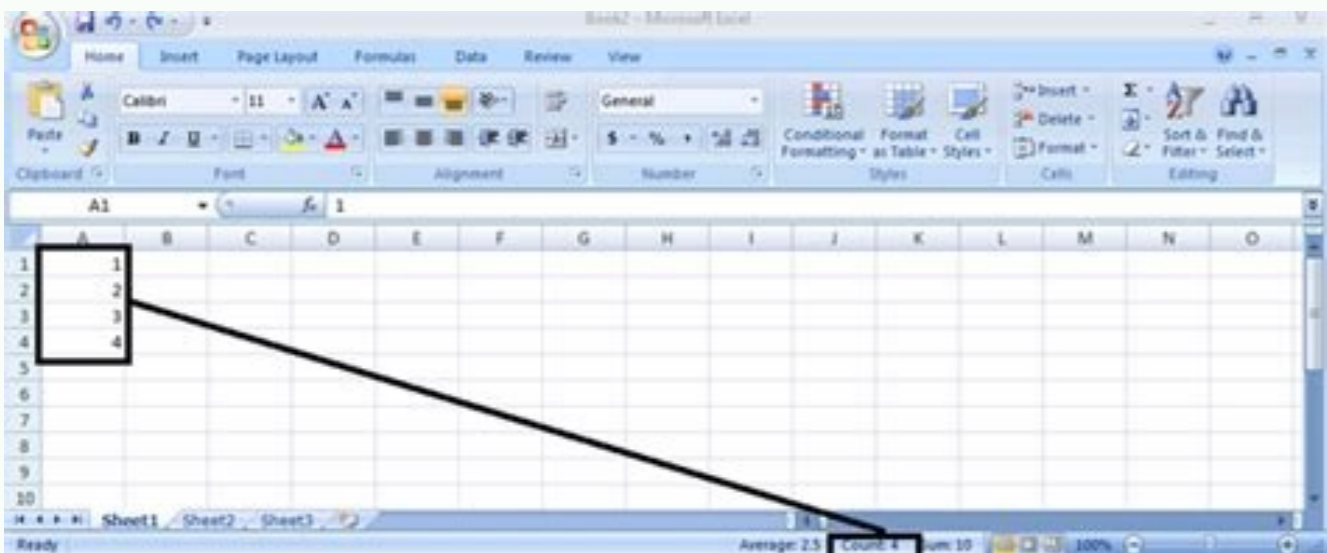 Book2 - Microsoft Excel
Home Insert Page Layout Formulas Data Review View
Calibri 11 A A General Insert Σ
Paste B I U A $ % , Conditional Format Cell Delete Sort & Find &
Formatting as Table Styles Format Filter Select
Clipboard Font Alignment Number Styles Cells Editing
A1 fx 1
A B C D E F G H I J K L M N O
1 1
2 2
3 3
4 4
5
6
7
8
9
10
Sheet1 Sheet2 Sheet3
Ready Average: 2.5 Count: 4 Sum: 10 100%